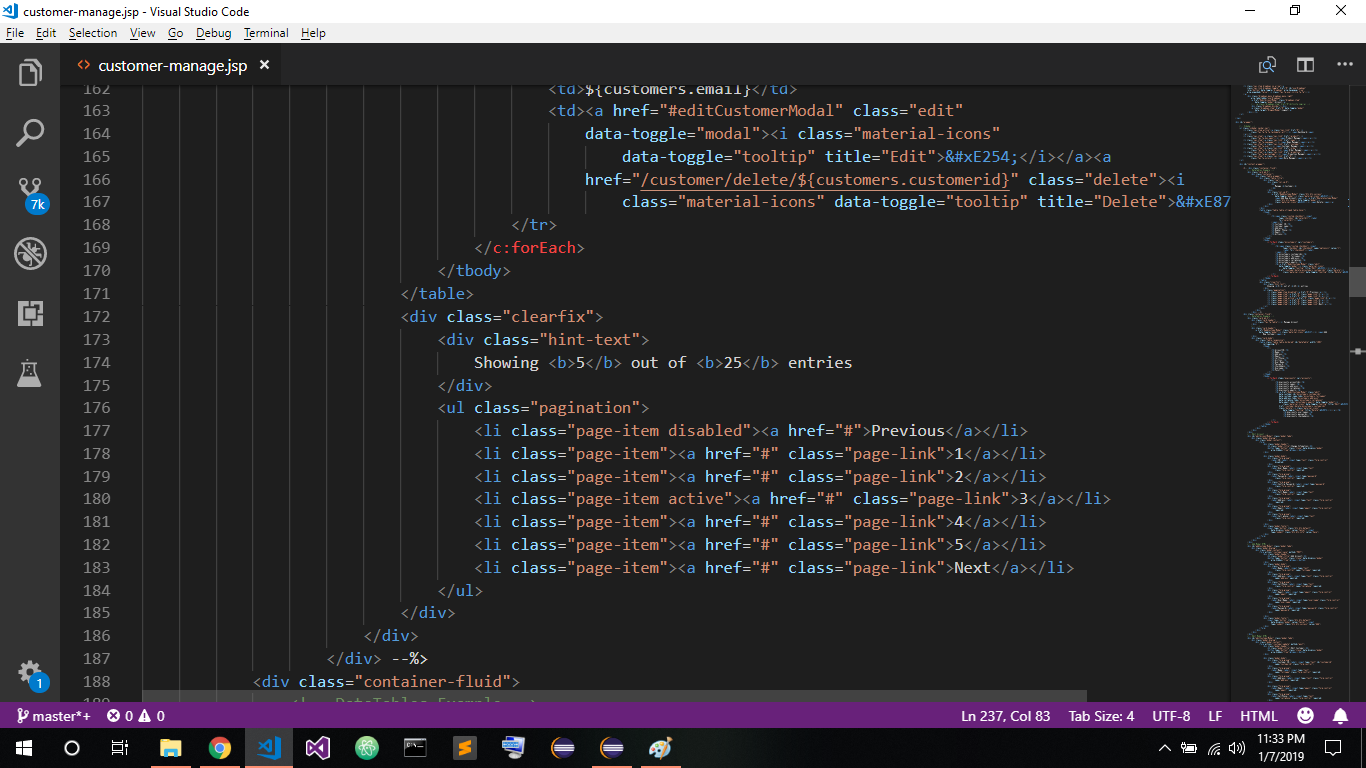 customer-manage.jsp - Visual Studio Code
File Edit Selection View Go Debug Terminal Help
customer-manage.jsp
162 <td>${customers.email}</td>
163 <td><a href="#editCustomerModal" class="edit"
164 data-toggle="modal"><i class="material-icons"
165 data-toggle="tooltip" title="Edit">&#xE254;</i></a><a
166 href="/customer/delete/${customers.customerid}" class="delete"><i
167 class="material-icons" data-toggle="tooltip" title="Delete">&#xE87
168 </tr>
169 </c:forEach>
170 </tbody>
171 </table>
172 <div class="clearfix">
173 <div class="hint-text">
174 Showing <b>5</b> out of <b>25</b> entries
175 </div>
176 <ul class="pagination">
177 <li class="page-item disabled"><a href="#">Previous</a></li>
178 <li class="page-item"><a href="#" class="page-link">1</a></li>
179 <li class="page-item"><a href="#" class="page-link">2</a></li>
180 <li class="page-item active"><a href="#" class="page-link">3</a></li>
181 <li class="page-item"><a href="#" class="page-link">4</a></li>
182 <li class="page-item"><a href="#" class="page-link">5</a></li>
183 <li class="page-item"><a href="#" class="page-link">Next</a></li>
184 </ul>
185 </div>
186 </div>
187 </div> --%>
188 <div class="container-fluid">
7k
1
master*+ 0 0 Ln 237, Col 83 Tab Size: 4 UTF-8 LF HTML
11:33 PM
1/7/2019